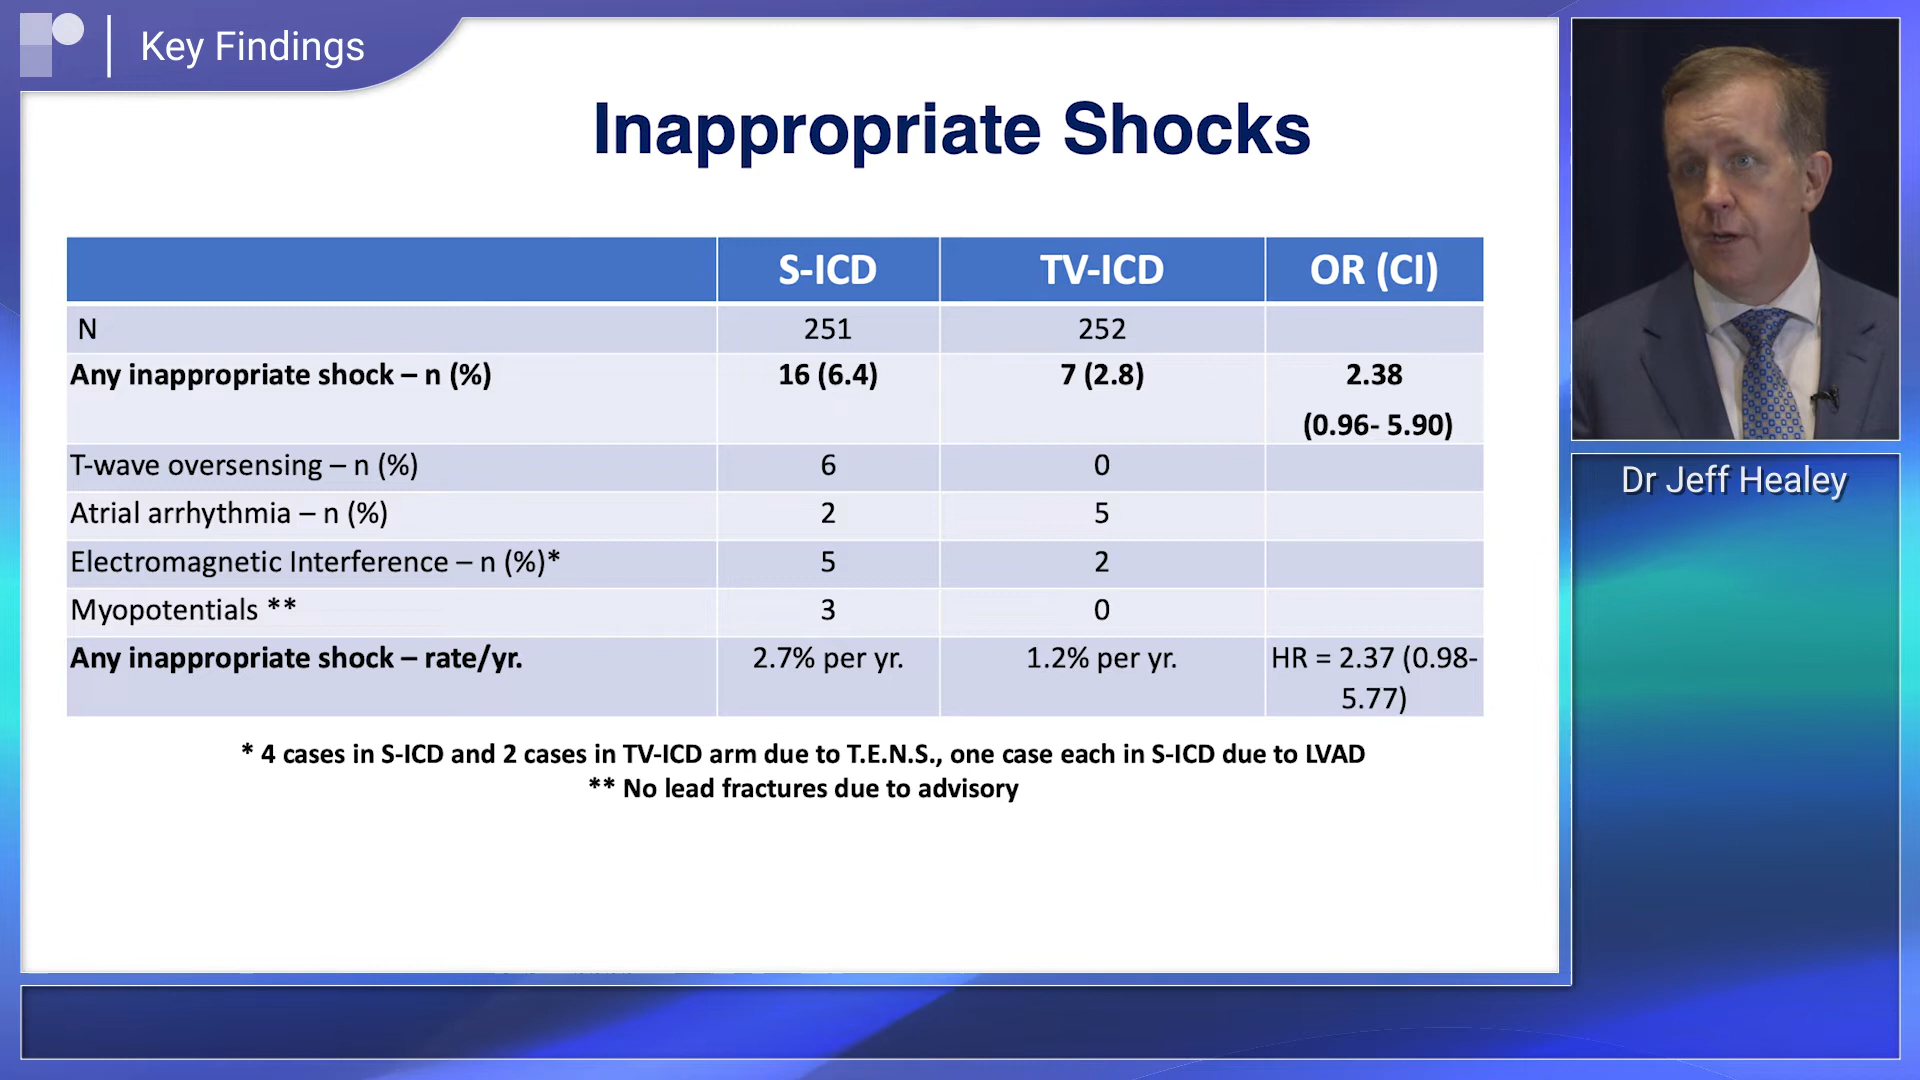 Key Findings
Inappropriate Shocks
S-ICD TV-ICD OR (CI)
N 251 252
Any inappropriate shock – n (%) 16 (6.4) 7 (2.8) 2.38
(0.96- 5.90)
T-wave oversensing – n (%) 6 0
Atrial arrhythmia – n (%) 2 5
Electromagnetic Interference – n (%)* 5 2
Myopotentials ** 3 0
Any inappropriate shock – rate/yr. 2.7% per yr. 1.2% per yr. HR = 2.37 (0.98-
5.77)
* 4 cases in S-ICD and 2 cases in TV-ICD arm due to T.E.N.S., one case each in S-ICD due to LVAD
** No lead fractures due to advisory
Dr Jeff Healey